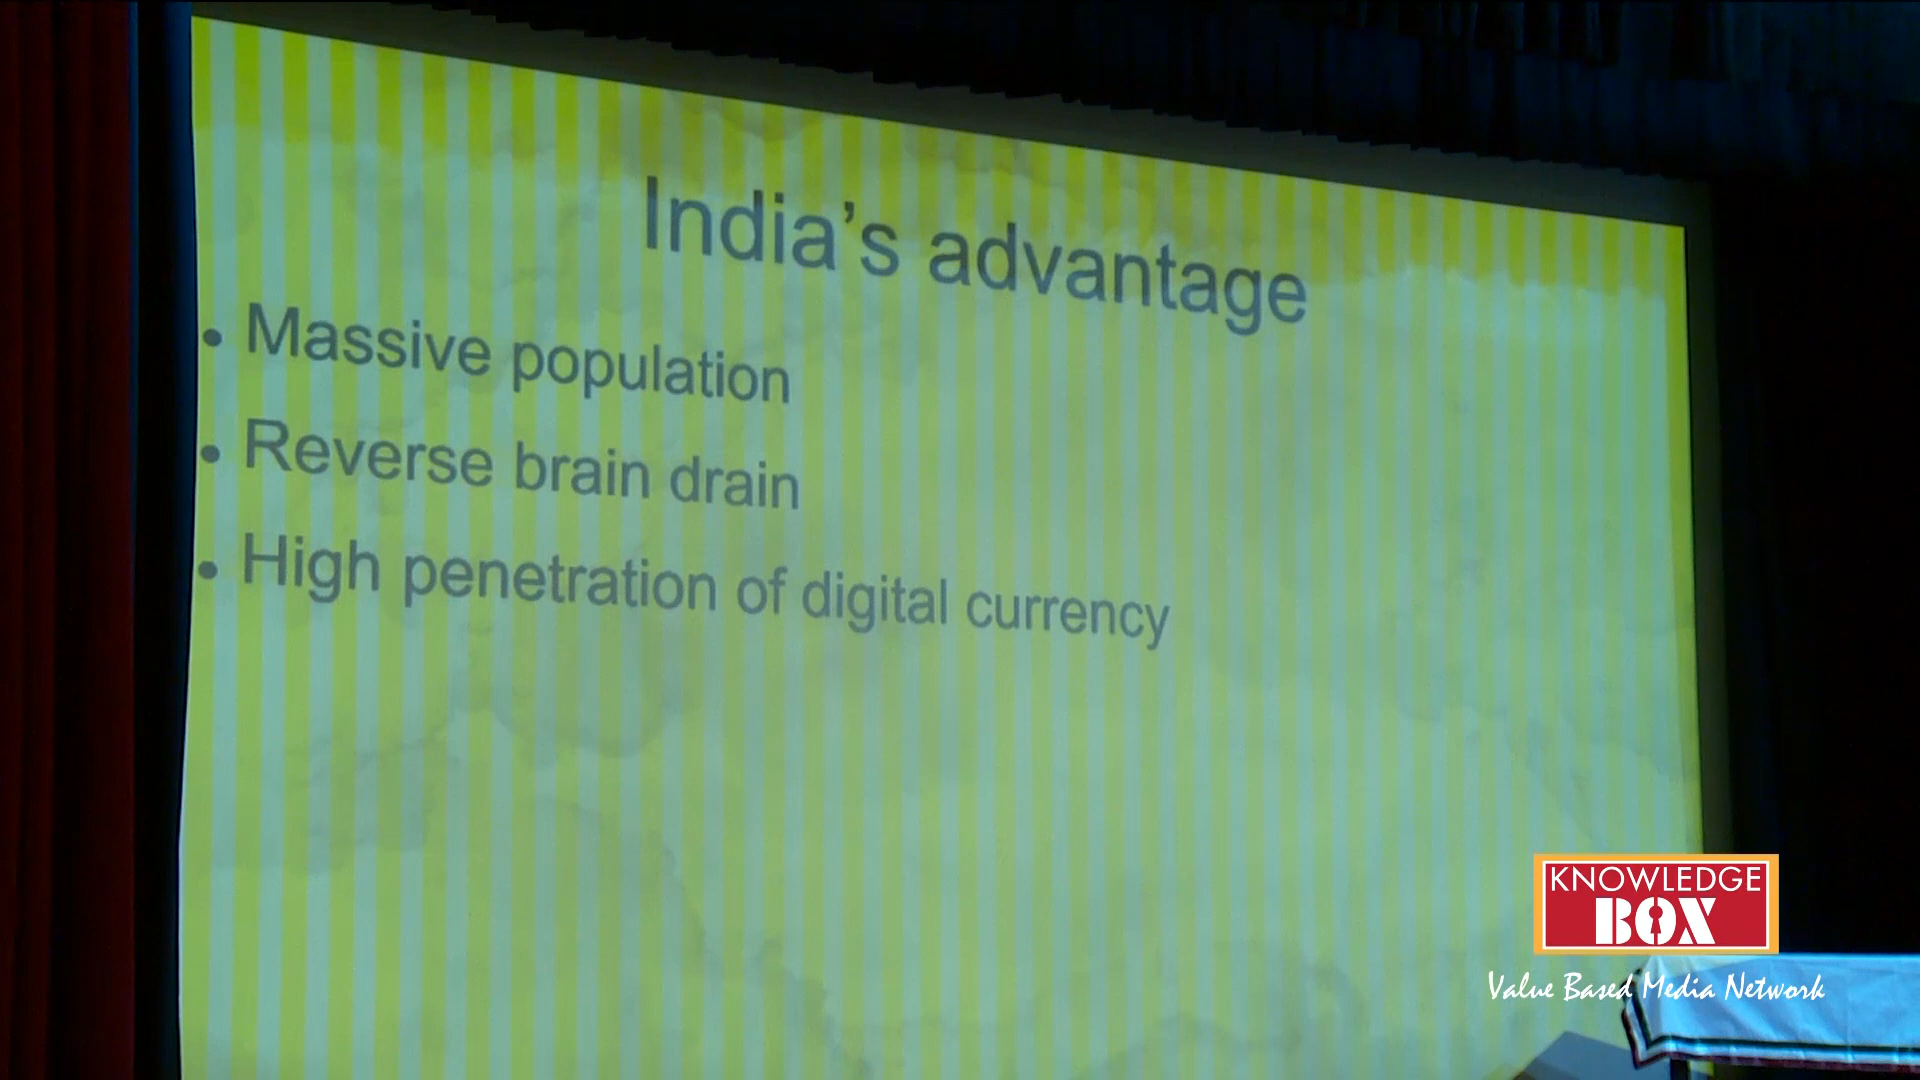 India's advantage
• Massive population
• Reverse brain drain
• High penetration of digital currency
KNOWLEDGE
BOX
Value Based Media Network